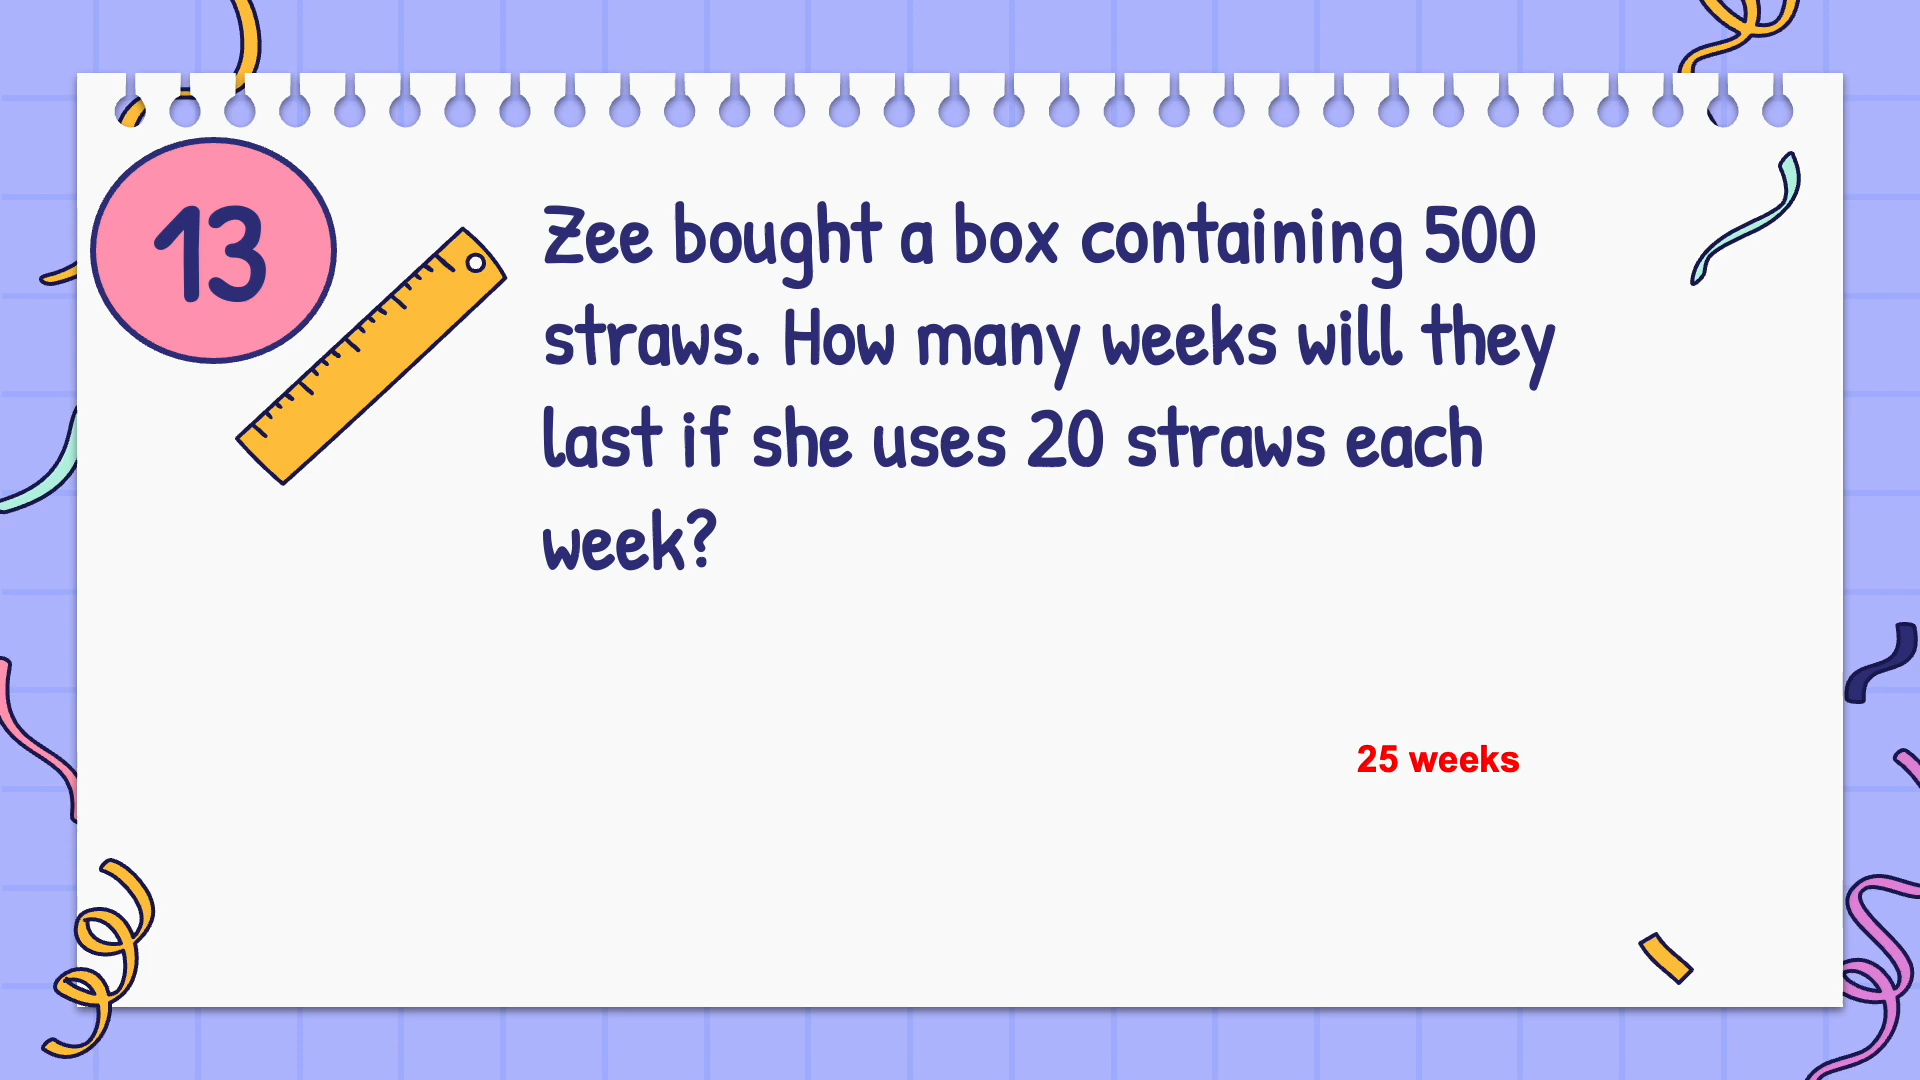 13
Zee bought a box containing 500
straws. How many weeks will they
last if she uses 20 straws each
week?
25 weeks